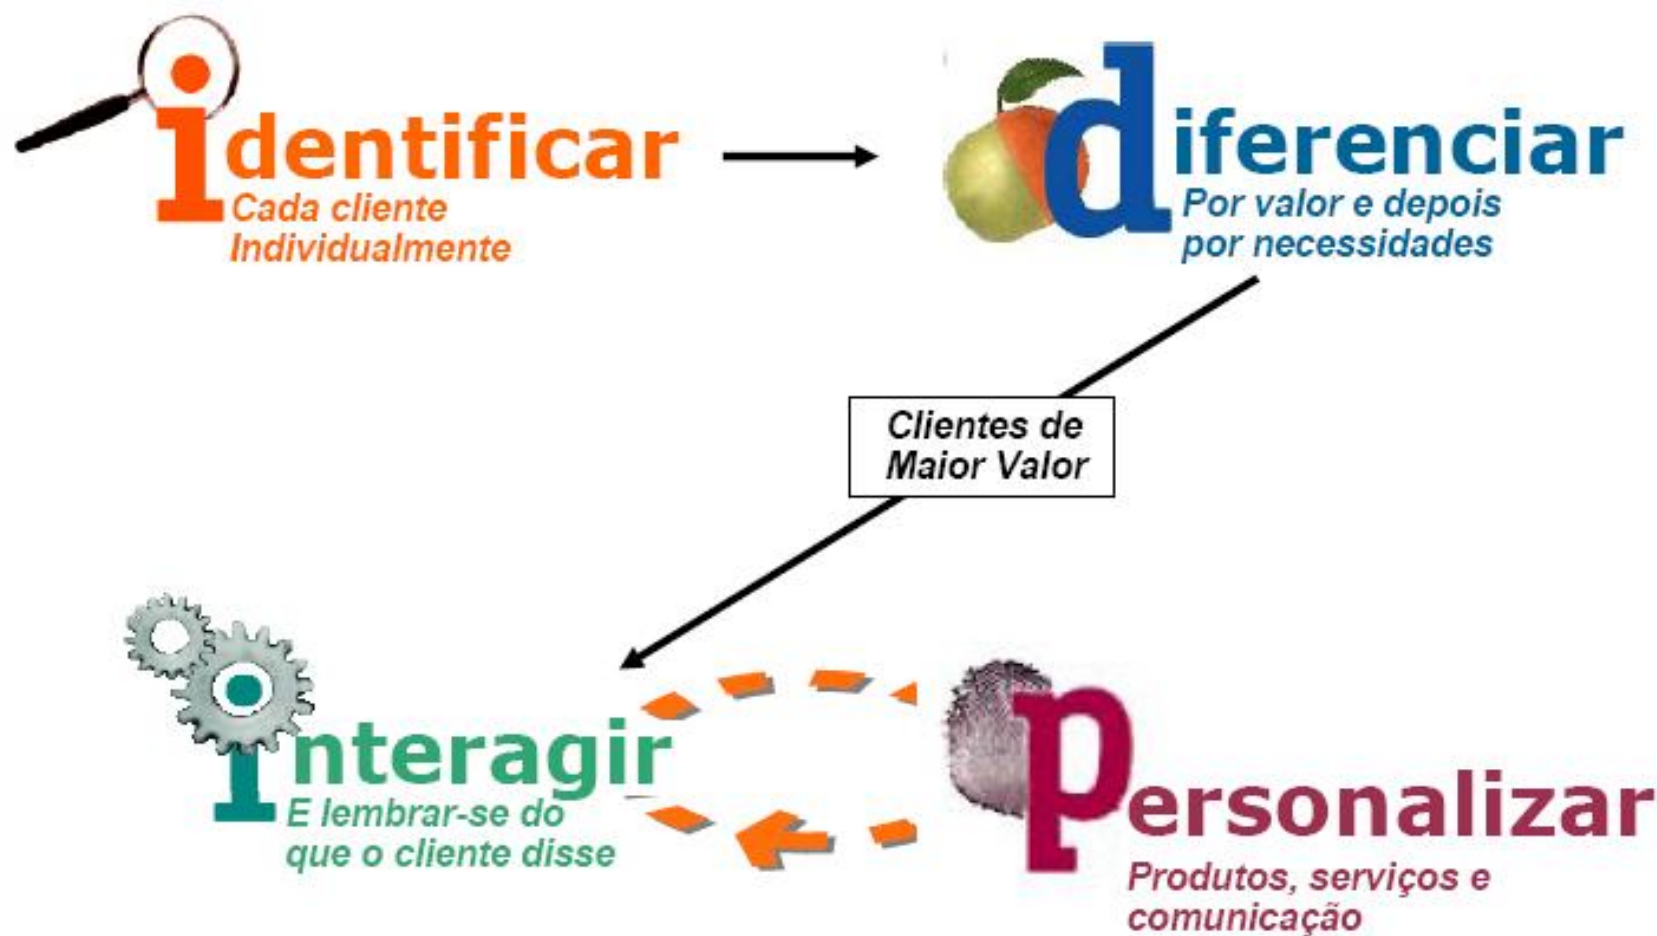 identificar
Cada cliente
Individualmente
diferenciar
Por valor e depois
por necessidades
Clientes de
Maior Valor
interagir
E lembrar-se do
que o cliente disse
personalizar
Produtos, serviços e
comunicação